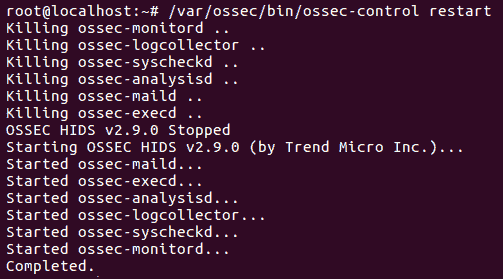 root@localhost:~# /var/ossec/bin/ossec-control restart
Killing ossec-monitord ..
Killing ossec-logcollector ..
Killing ossec-syscheckd ..
Killing ossec-analysisd ..
Killing ossec-maild ..
Killing ossec-execd ..
OSSEC HIDS v2.9.0 Stopped
Starting OSSEC HIDS v2.9.0 (by Trend Micro Inc.)...
Started ossec-maild...
Started ossec-execd...
Started ossec-analysisd...
Started ossec-logcollector...
Started ossec-syscheckd...
Started ossec-monitord...
Completed.